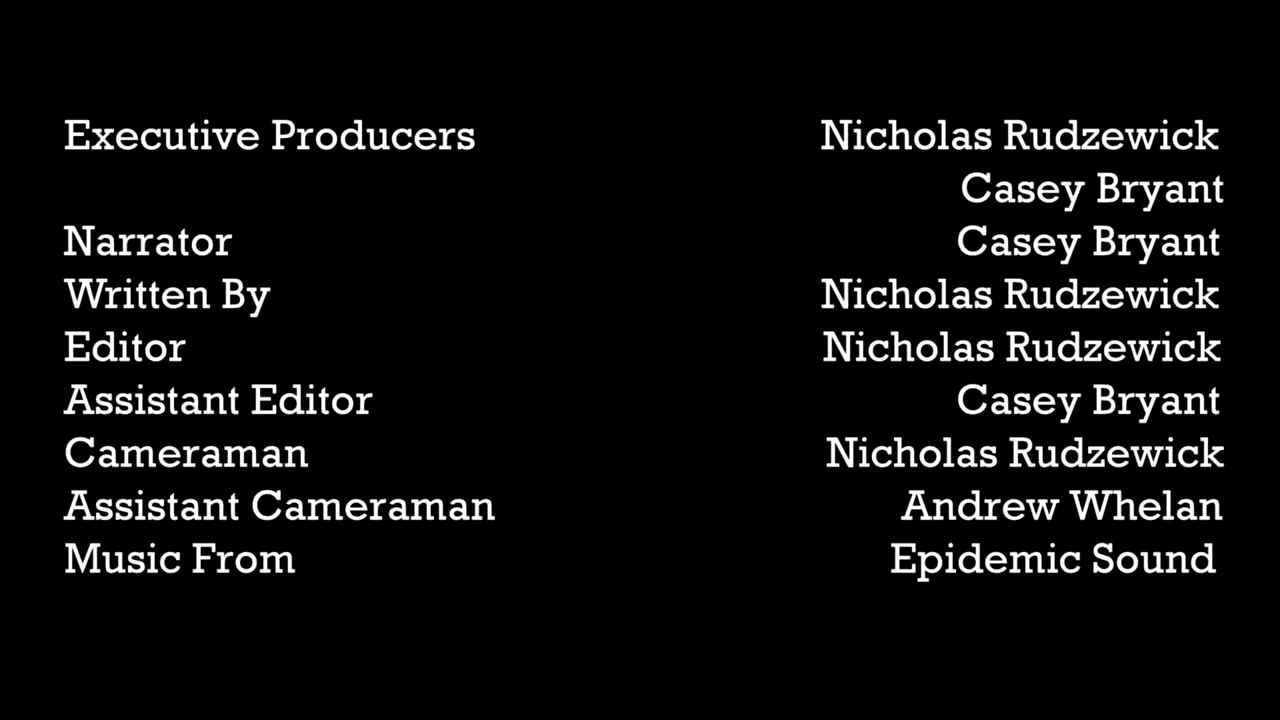 Executive Producers Nicholas Rudzewick
Casey Bryant
Narrator Casey Bryant
Written By Nicholas Rudzewick
Editor Nicholas Rudzewick
Assistant Editor Casey Bryant
Cameraman Nicholas Rudzewick
Assistant Cameraman Andrew Whelan
Music From Epidemic Sound